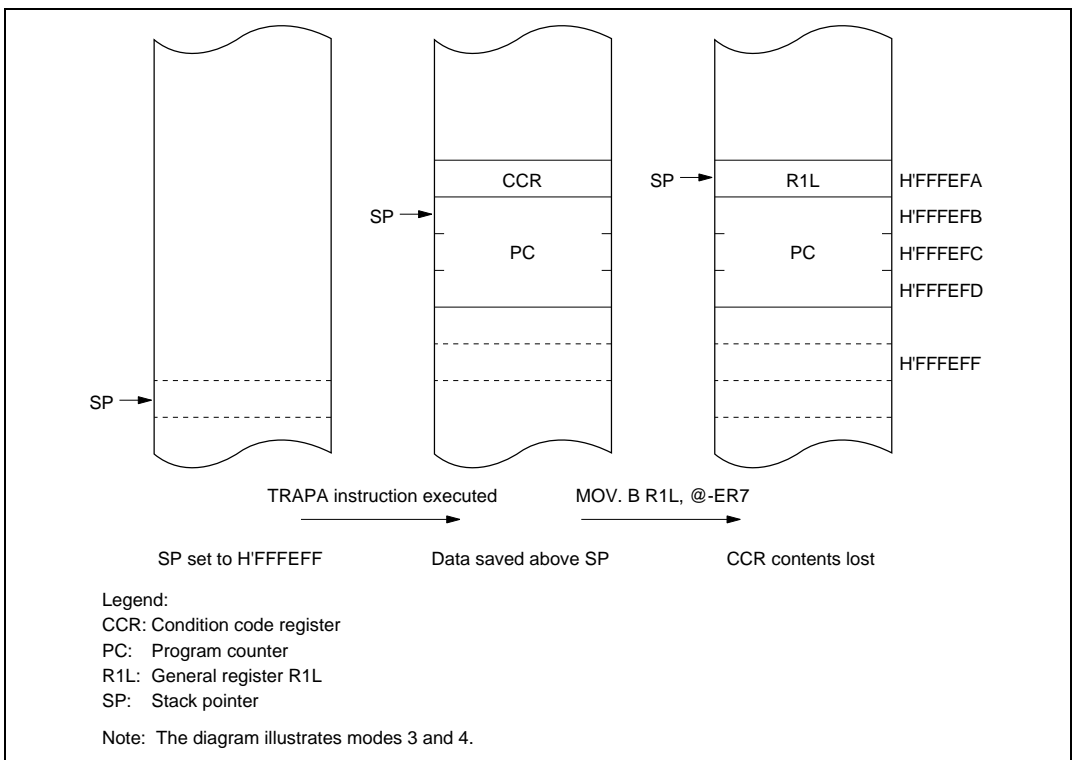 CCR
SP
R1L
H'FFFEFA
SP
H'FFFEFB
PC
PC
H'FFFEFC
H'FFFEFD
H'FFFEFF
SP
TRAPA instruction executed
MOV. B R1L, @-ER7
SP set to H'FFFEFF
Data saved above SP
CCR contents lost
Legend:
CCR: Condition code register
PC: Program counter
R1L: General register R1L
SP: Stack pointer
Note: The diagram illustrates modes 3 and 4.